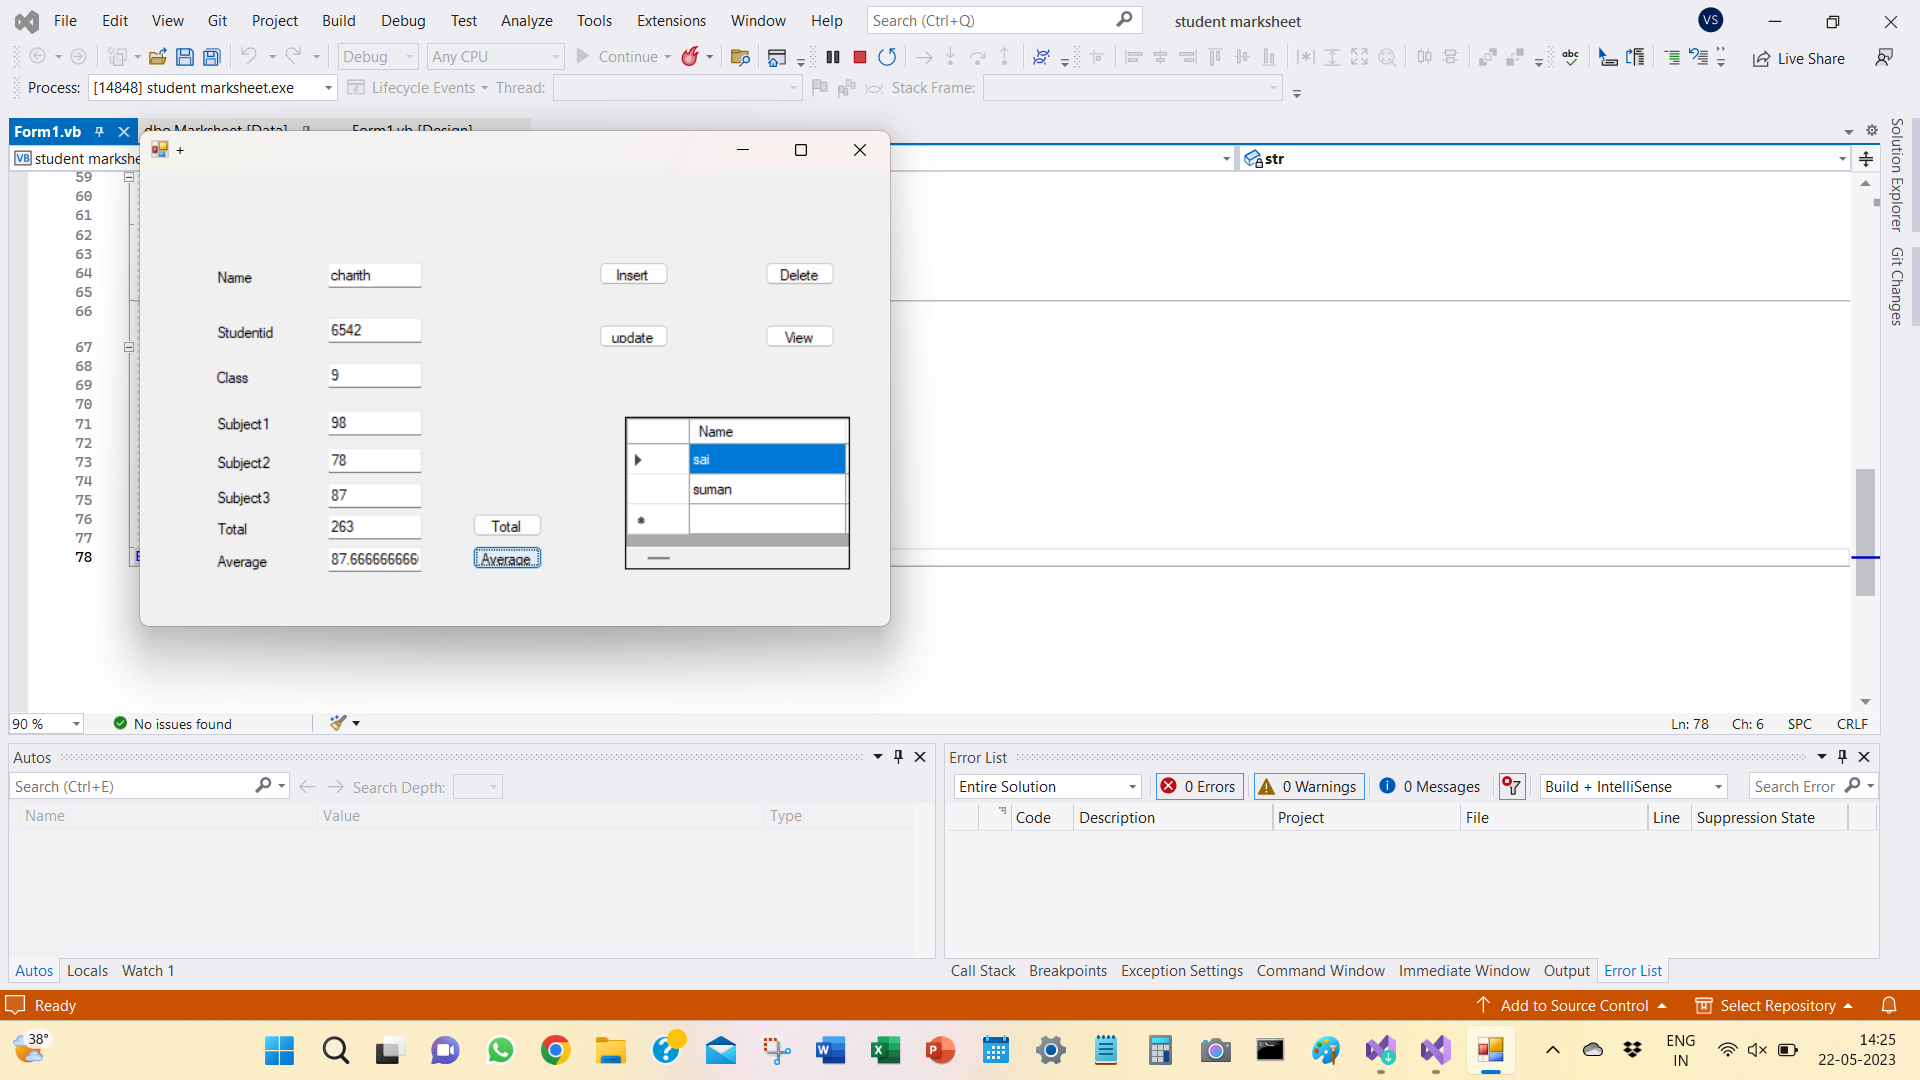 File Edit View Git Project Build Debug Test Analyze Tools Extensions Window Help Search (Ctrl+Q) student marksheet VS
Debug Any CPU Continue Live Share
Process: [14848] student marksheet.exe Lifecycle Events Thread: Stack Frame:
Form1.vb dbo.Marksheet [Data] Form1.vb [Design]
VB student markshe str
+
Solution Explorer
Git Changes
59
60
61
62
63
64
65
66
67
68
69
70
71
72
73
74
75
76
77
78
Name charith Insert Delete
Studentid 6542 update View
Class 9
Subject1 98
Subject2 78
Subject3 87
Total 263 Total
Average 87.6666666666 Average
Name
sai
suman
90 % No issues found Ln: 78 Ch: 6 SPC CRLF
Autos
Search (Ctrl+E) Search Depth:
Name Value Type
Autos Locals Watch 1
Error List
Entire Solution 0 Errors 0 Warnings 0 Messages Build + IntelliSense Search Error
Code Description Project File Line Suppression State
Call Stack Breakpoints Exception Settings Command Window Immediate Window Output Error List
Ready Add to Source Control Select Repository
38°
ENG
IN
14:25
22-05-2023